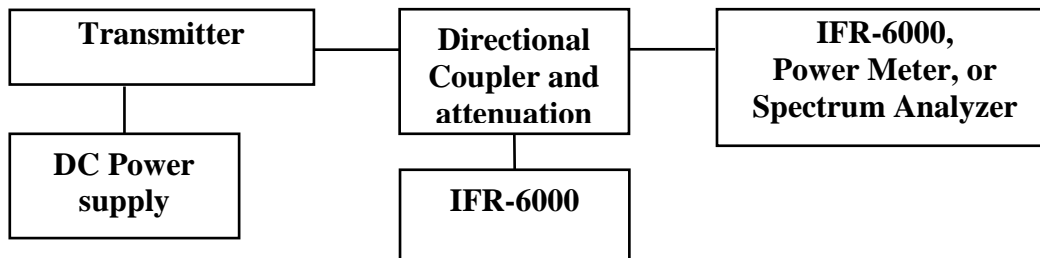 Transmitter
Directional
Coupler and
attenuation
IFR-6000,
Power Meter, or
Spectrum Analyzer
DC Power
supply
IFR-6000